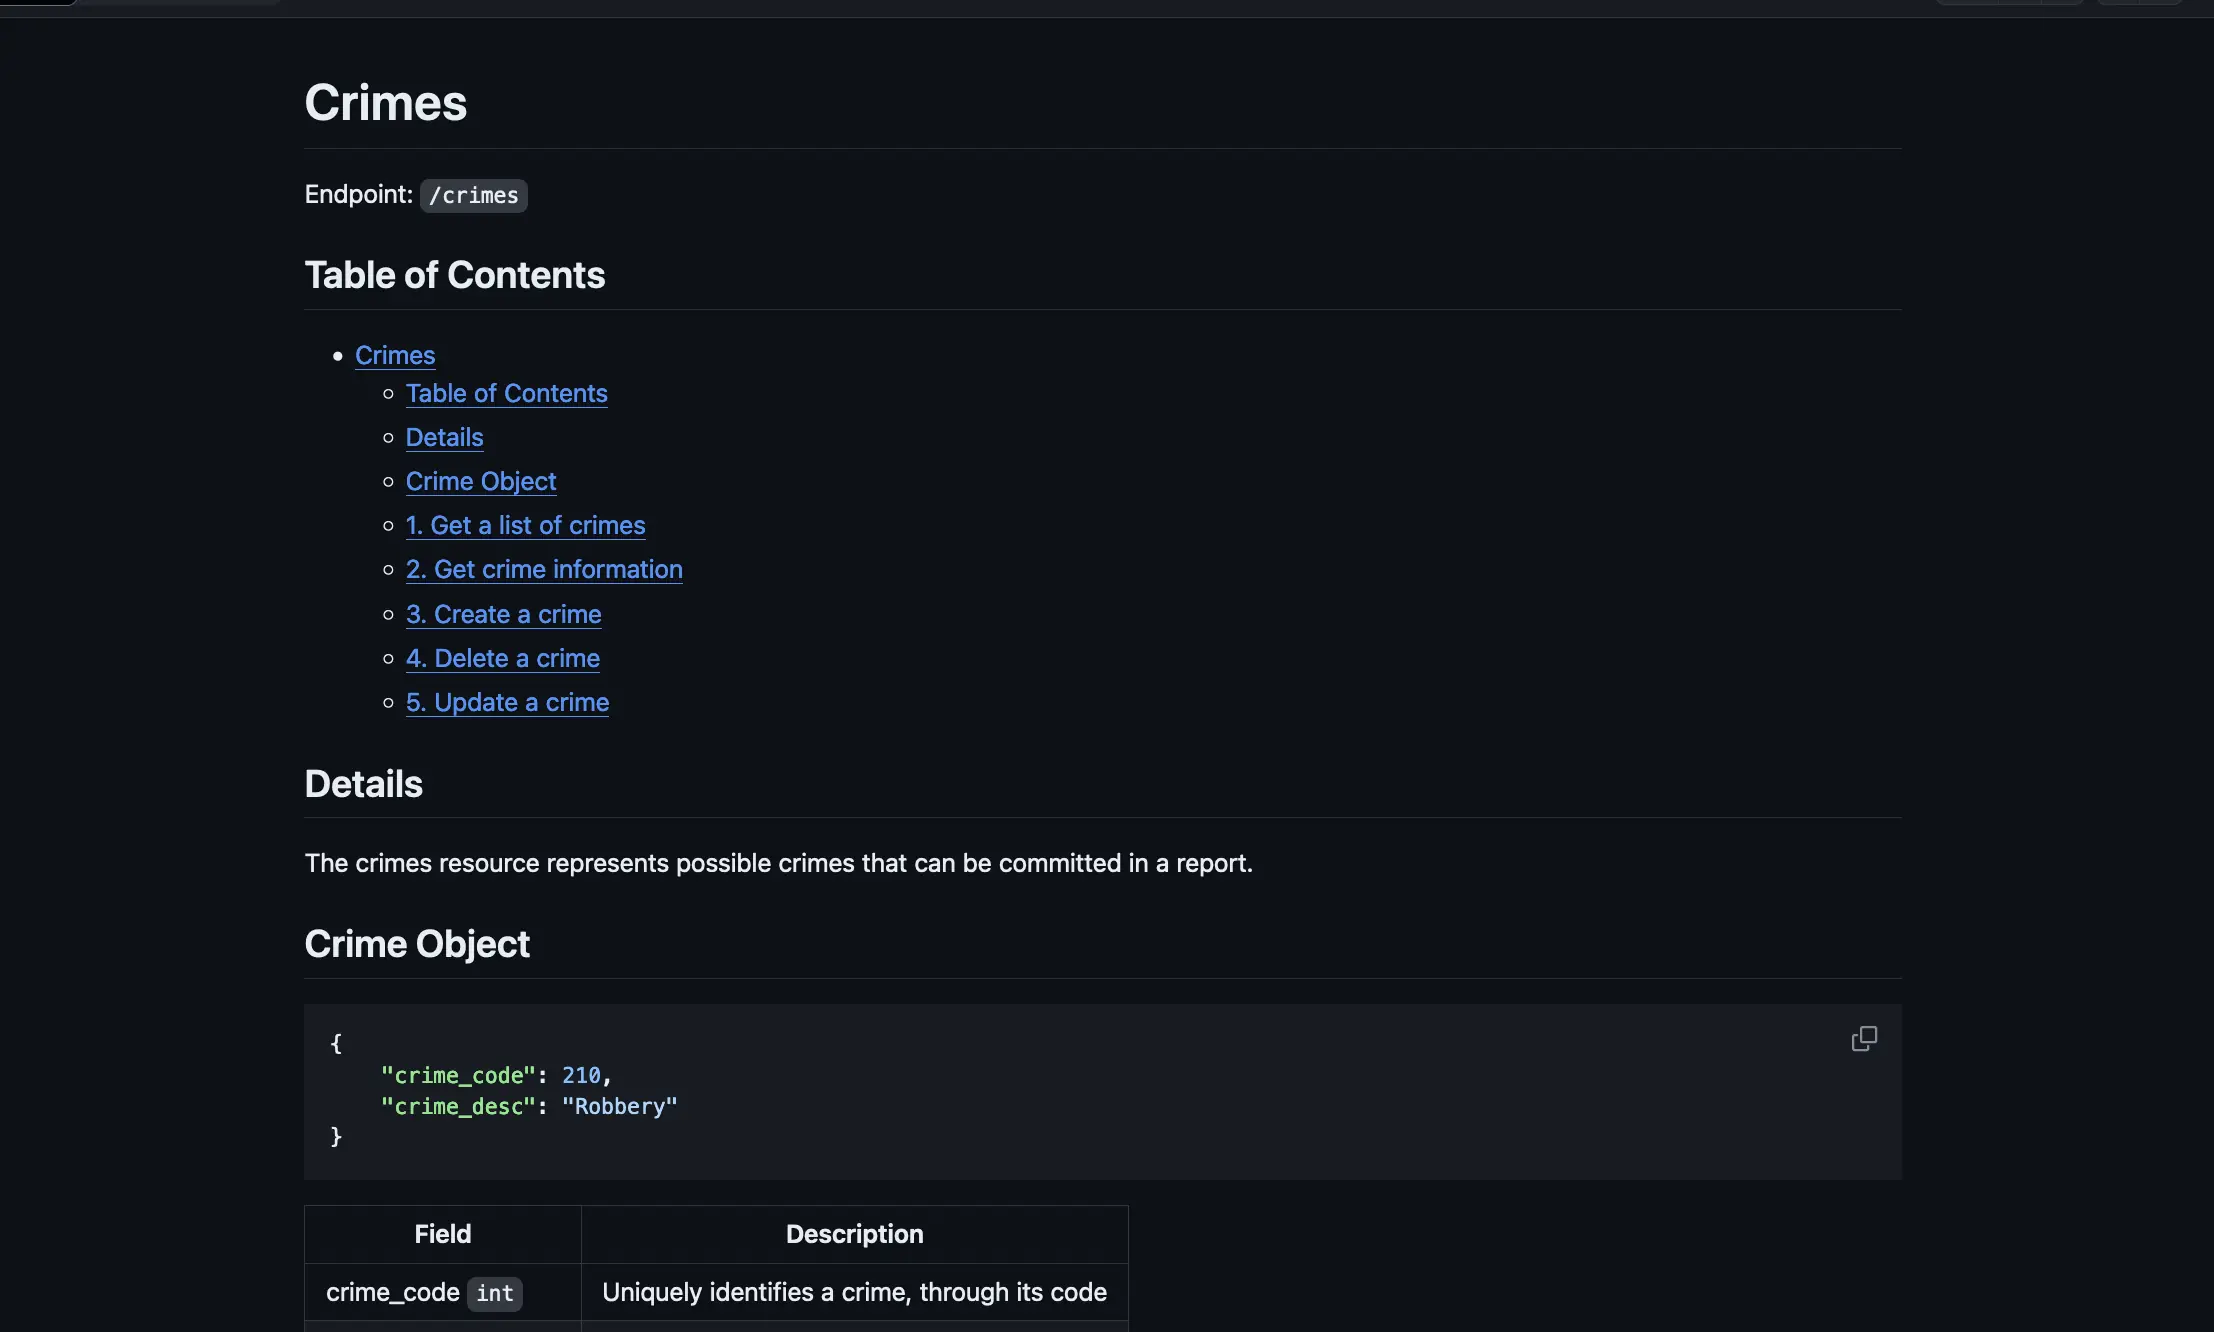 Crimes
Endpoint: /crimes
Table of Contents
Crimes
Table of Contents
Details
Crime Object
1. Get a list of crimes
2. Get crime information
3. Create a crime
4. Delete a crime
5. Update a crime
Details
The crimes resource represents possible crimes that can be committed in a report.
Crime Object
{
"crime_code": 210,
"crime_desc": "Robbery"
}
Field Description
crime_code int Uniquely identifies a crime, through its code